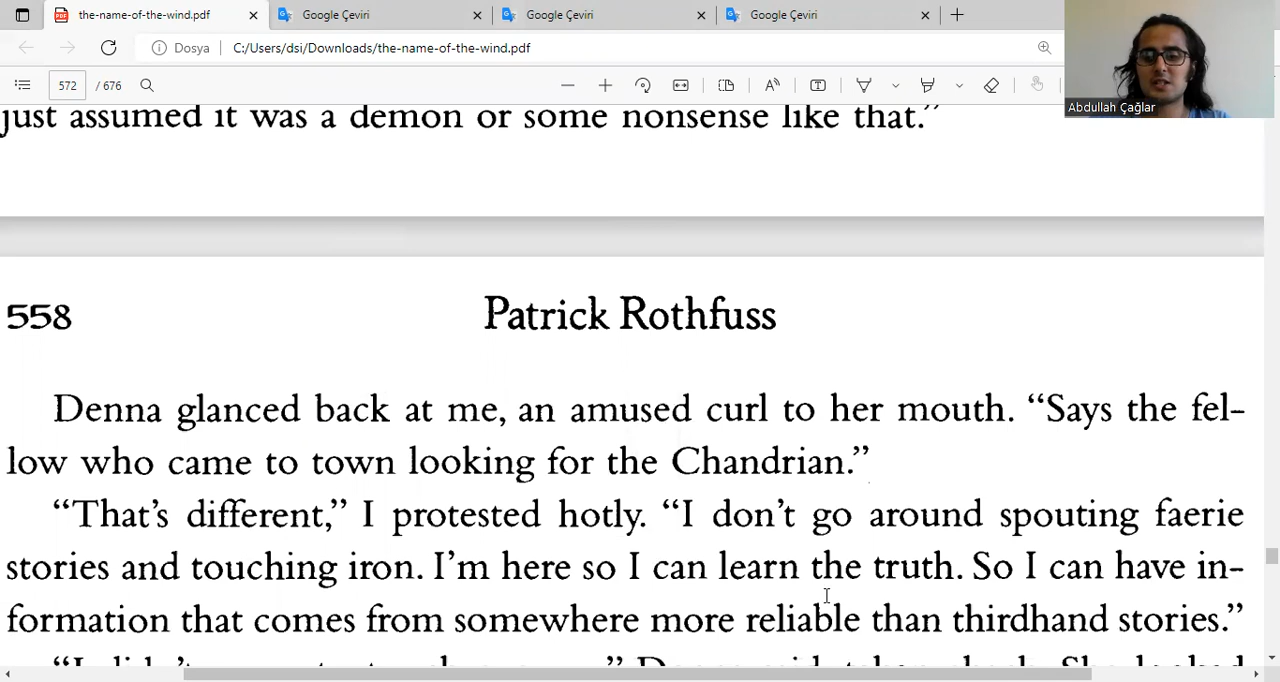 the-name-of-the-wind.pdf
Google Çeviri
Google Çeviri
Google Çeviri
Dosya
C:/Users/dsi/Downloads/the-name-of-the-wind.pdf
572 / 676
Abdullah Çağlar
just assumed it was a demon or some nonsense like that.”
558
Patrick Rothfuss
Denna glanced back at me, an amused curl to her mouth. “Says the fel-
low who came to town looking for the Chandrian.”
“That’s different,” I protested hotly. “I don’t go around spouting faerie
stories and touching iron. I’m here so I can learn the truth. So I can have in-
formation that comes from somewhere more reliable than thirdhand stories.”